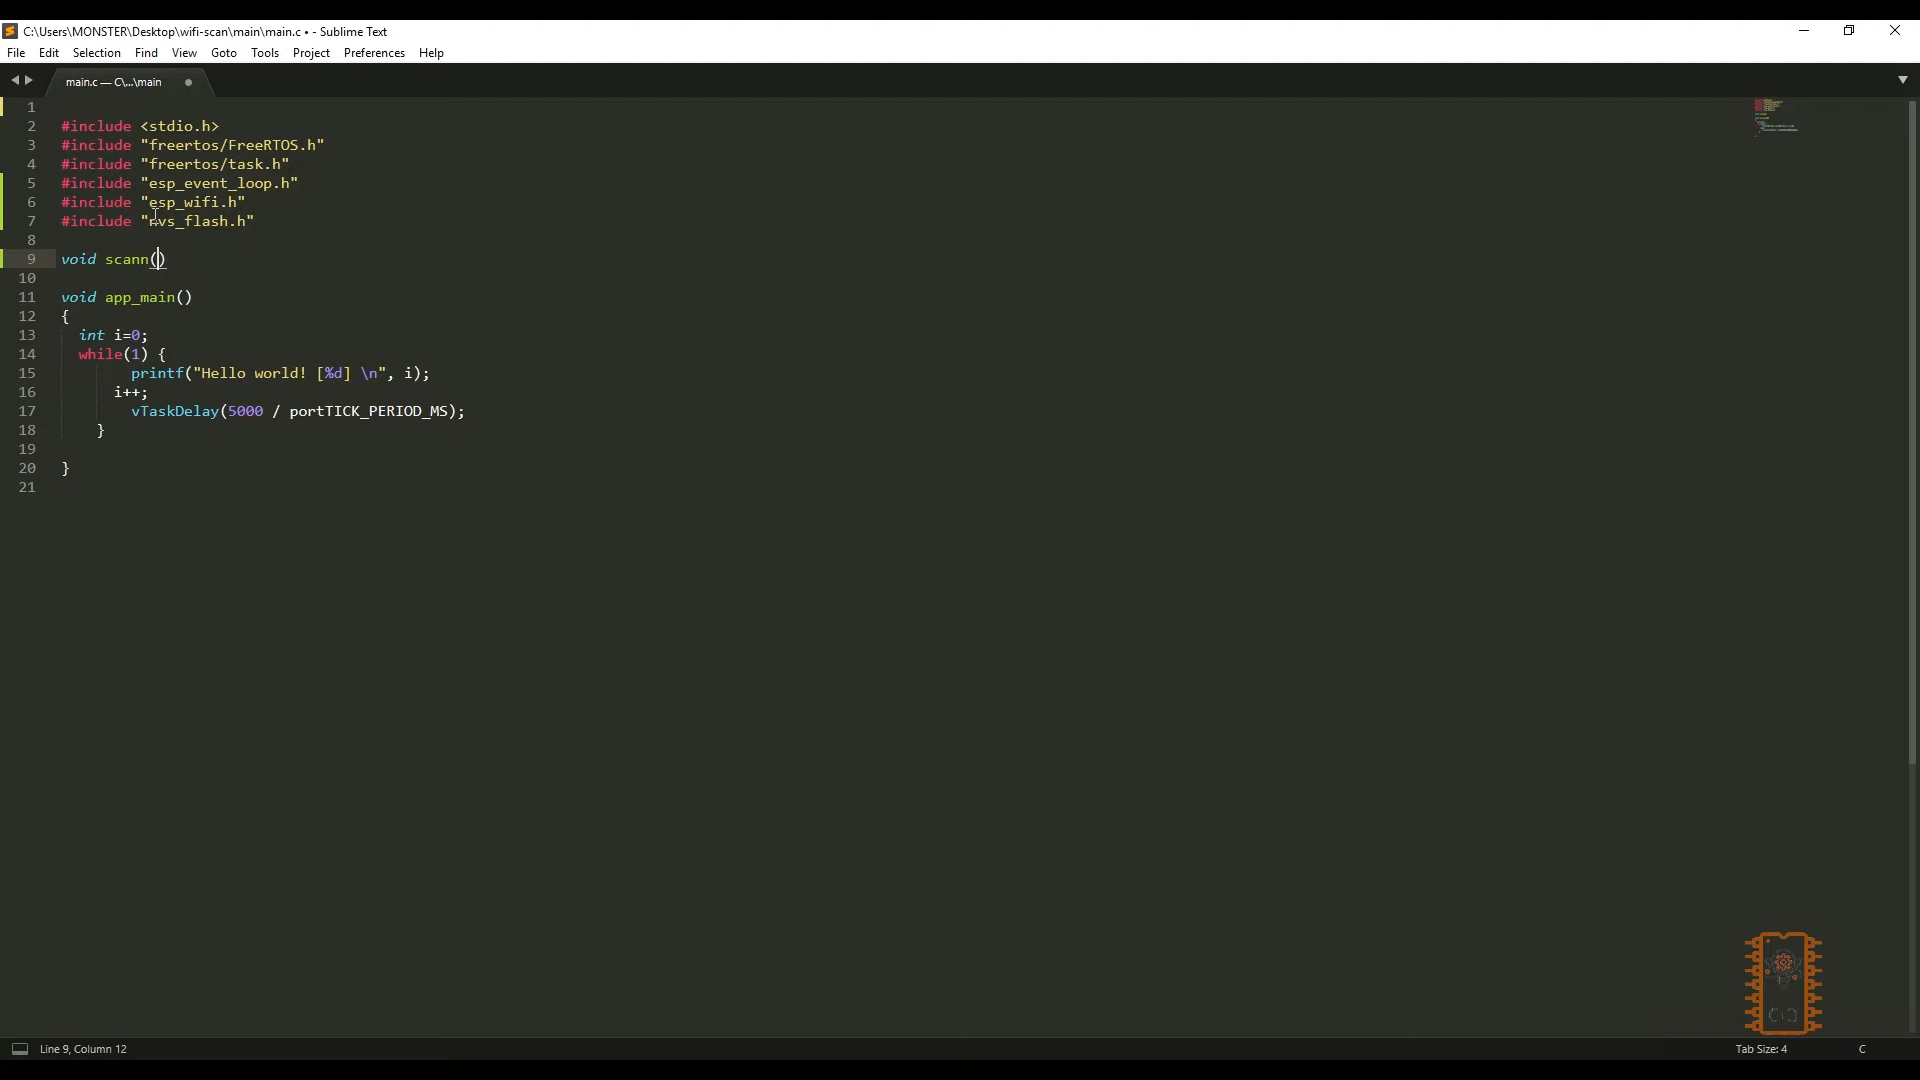 C:\Users\MONSTER\Desktop\wifi-scan\main\main.c • - Sublime Text
File Edit Selection Find View Goto Tools Project Preferences Help
main.c — C\...\main
1
2 #include <stdio.h>
3 #include "freertos/FreeRTOS.h"
4 #include "freertos/task.h"
5 #include "esp_event_loop.h"
6 #include "esp_wifi.h"
7 #include "nvs_flash.h"
8
9 void scann()
10
11 void app_main()
12 {
13 int i=0;
14 while(1) {
15 printf("Hello world! [%d] \n", i);
16 i++;
17 vTaskDelay(5000 / portTICK_PERIOD_MS);
18 }
19
20 }
21
Line 9, Column 12 Tab Size: 4 C